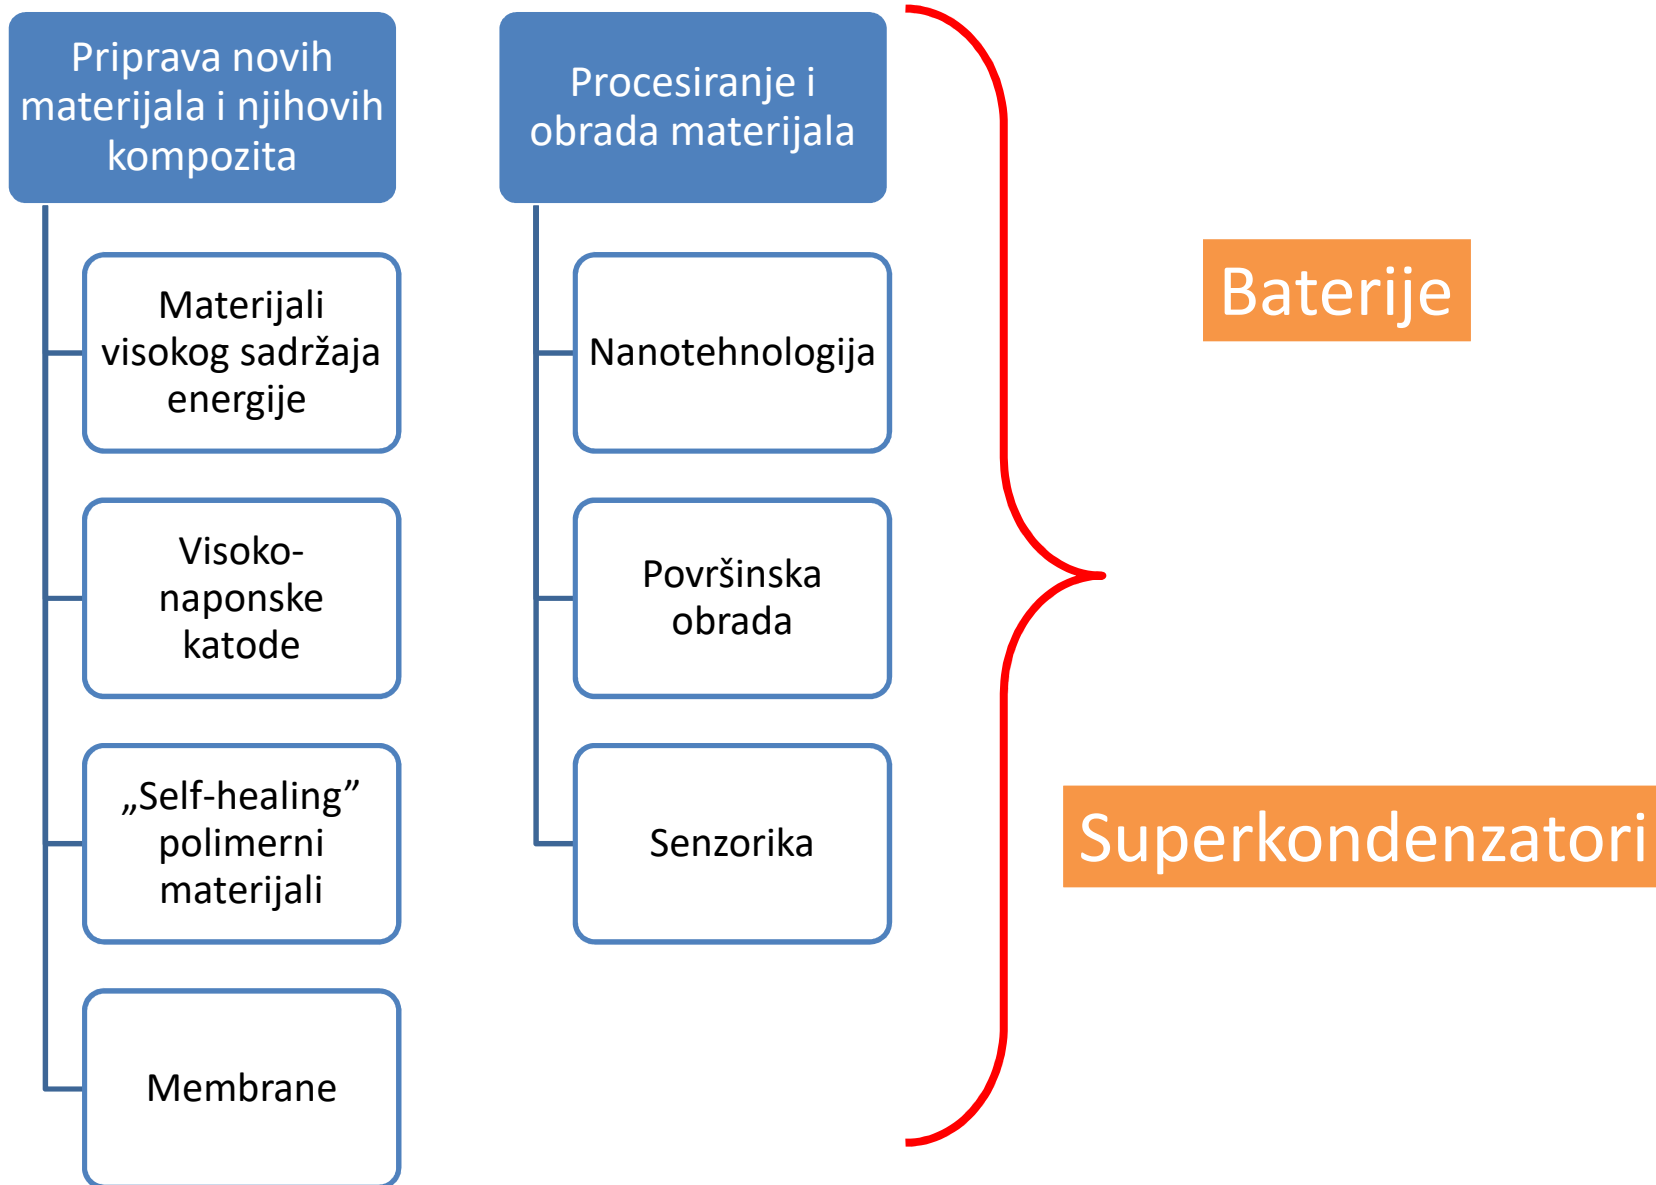 Priprava novih
materijala i njihovih
kompozita
Materijali
visokog sadržaja
energije
Visoko-
naponske
katode
„Self-healing”
polimerni
materijali
Membrane
Procesiranje i
obrada materijala
Nanotehnologija
Površinska
obrada
Senzorika
Baterije
Superkondenzatori